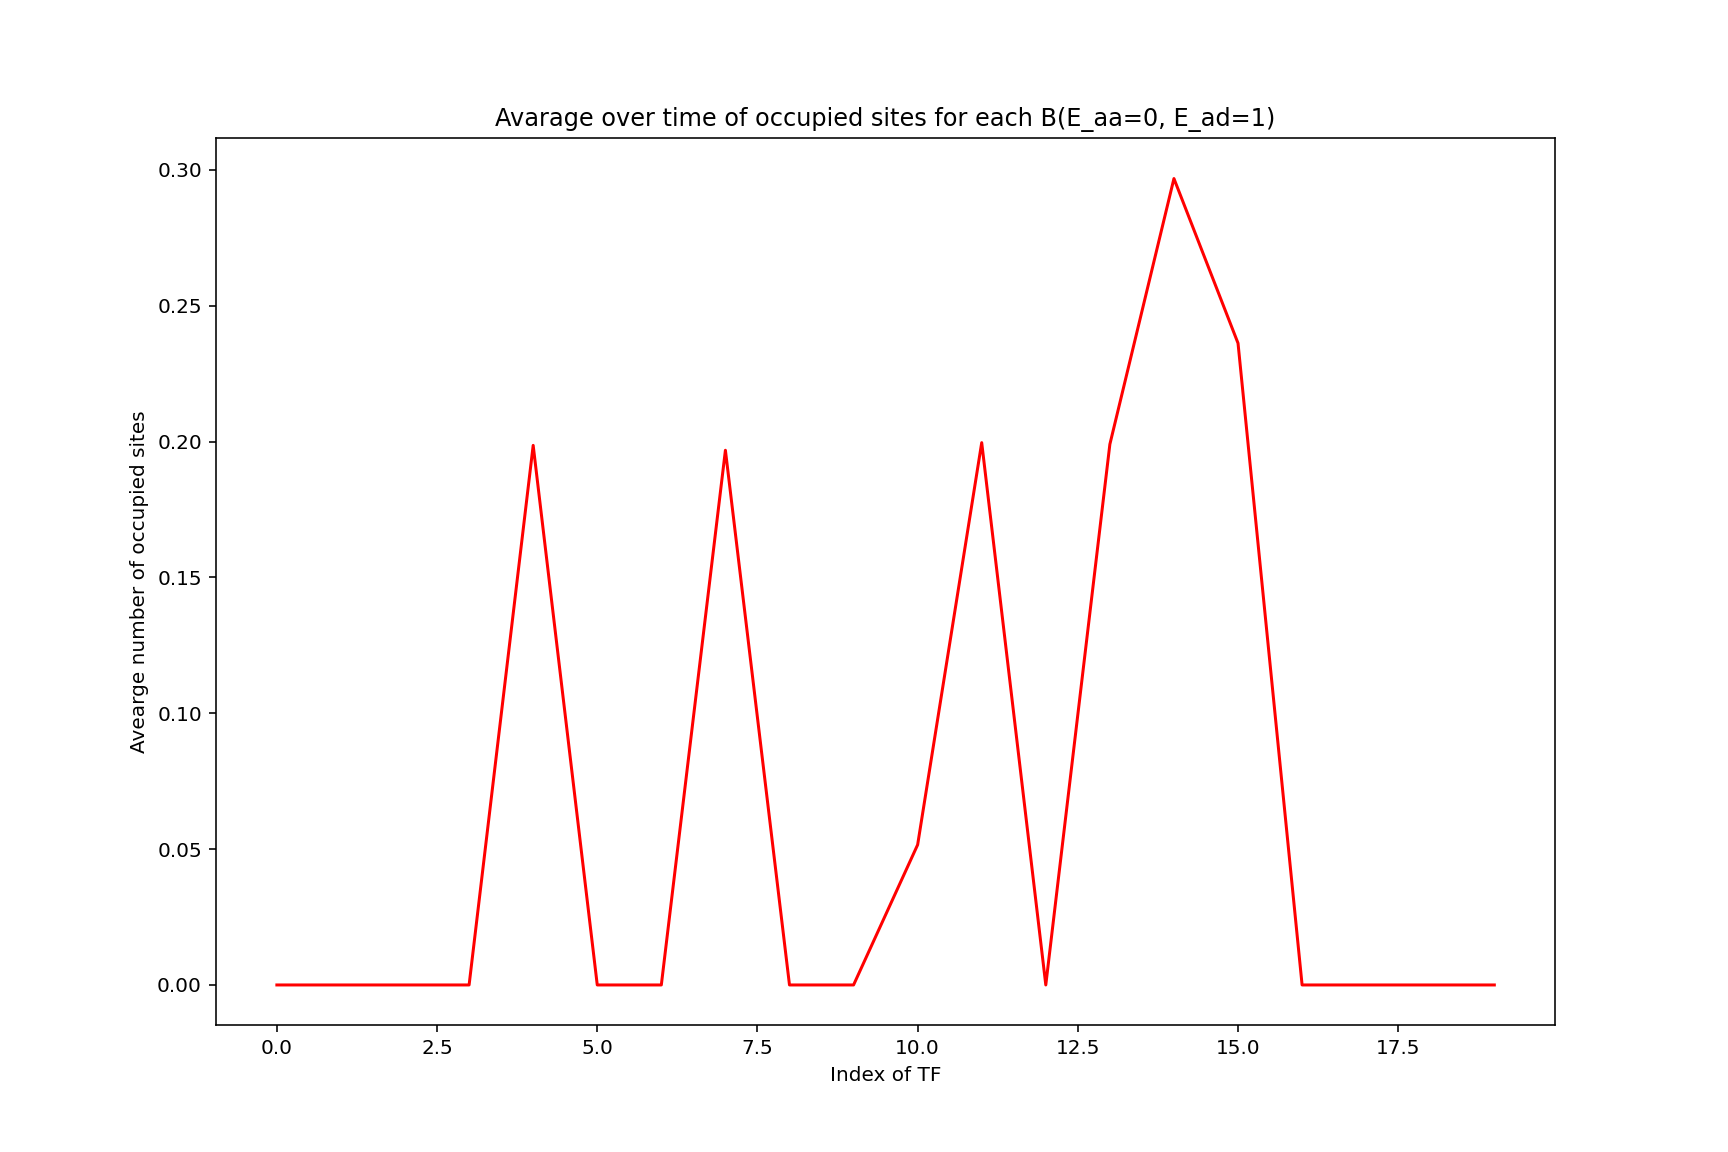 Avarage over time of occupied sites for each B(E_aa=0, E_ad=1)
0.30
0.25
0.20
0.15
0.10
0.05
0.00
Avearge number of occupied sites
0.0 2.5 5.0 7.5 10.0 12.5 15.0 17.5
Index of TF